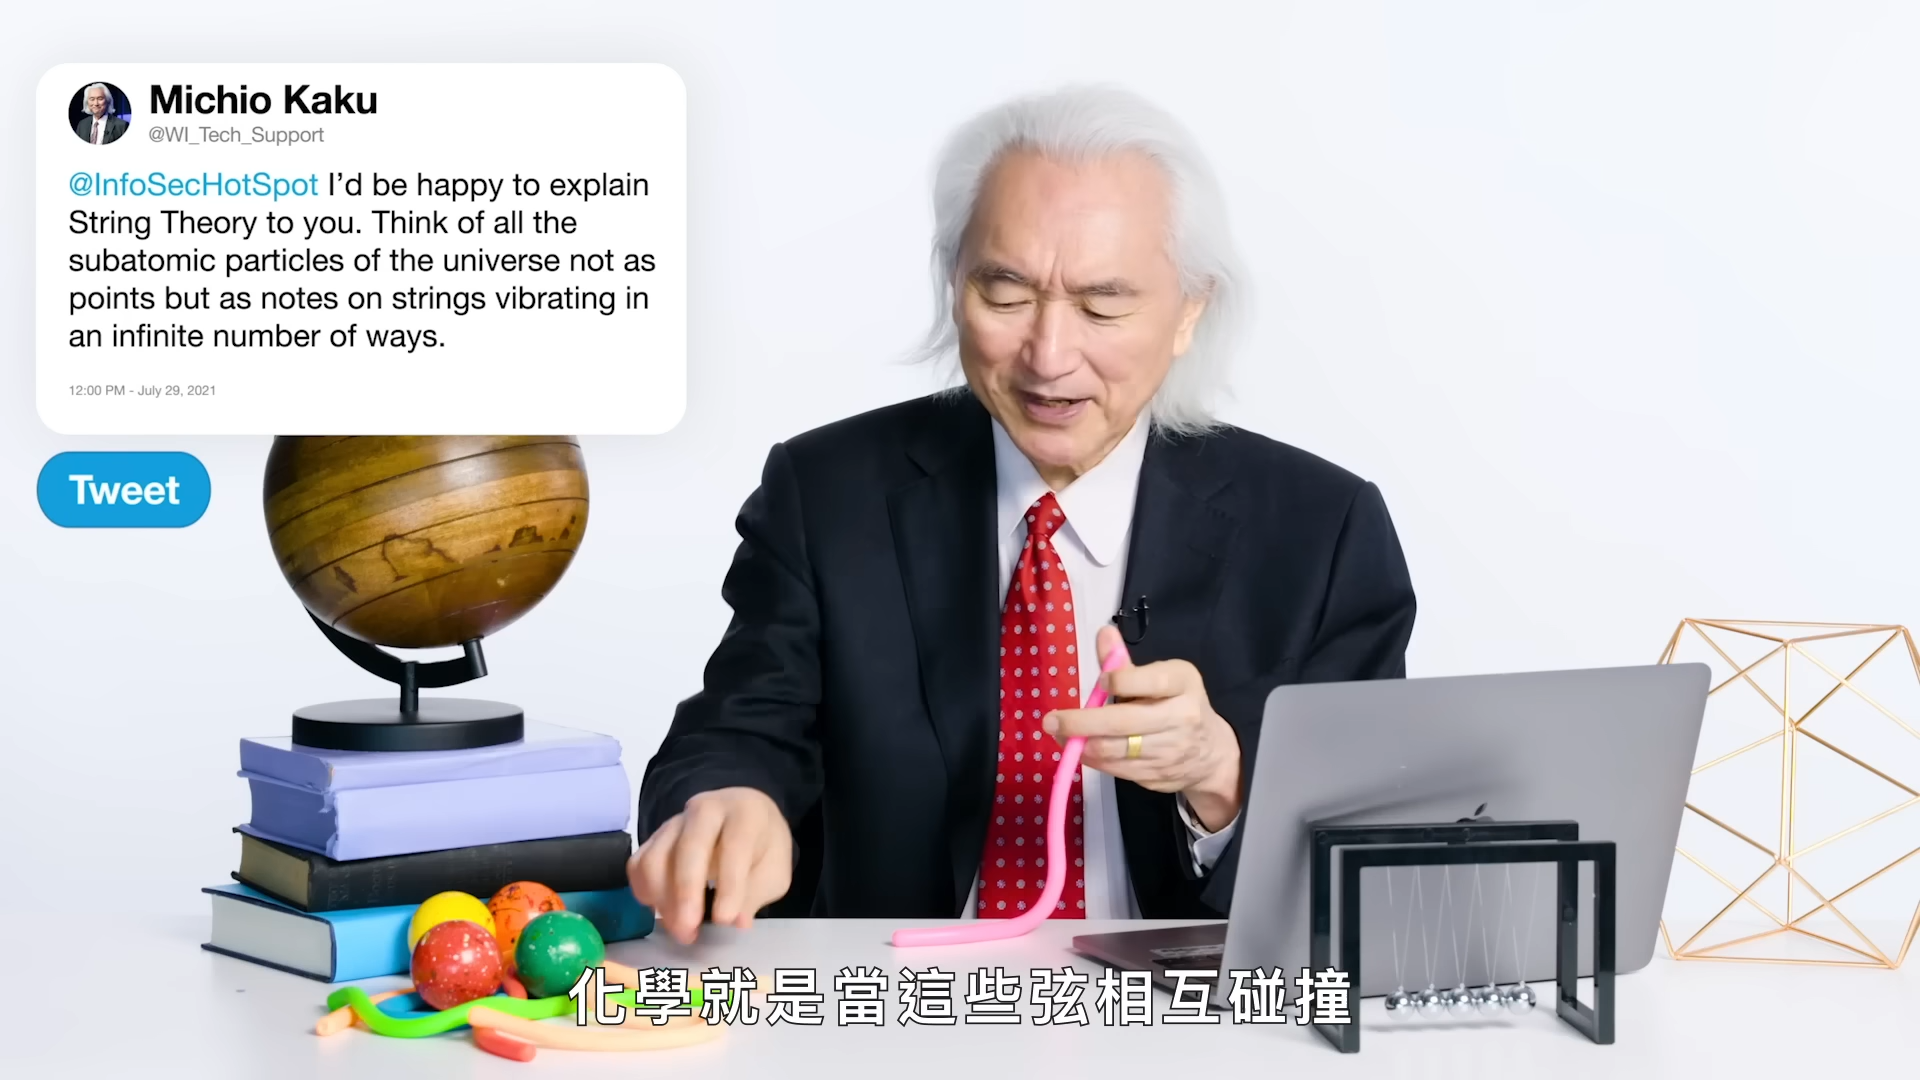 Michio Kaku
@WI_Tech_Support
@InfoSecHotSpot I’d be happy to explain
String Theory to you. Think of all the
subatomic particles of the universe not as
points but as notes on strings vibrating in
an infinite number of ways.
12:00 PM - July 29, 2021
Tweet
化學就是當這些弦相互碰撞